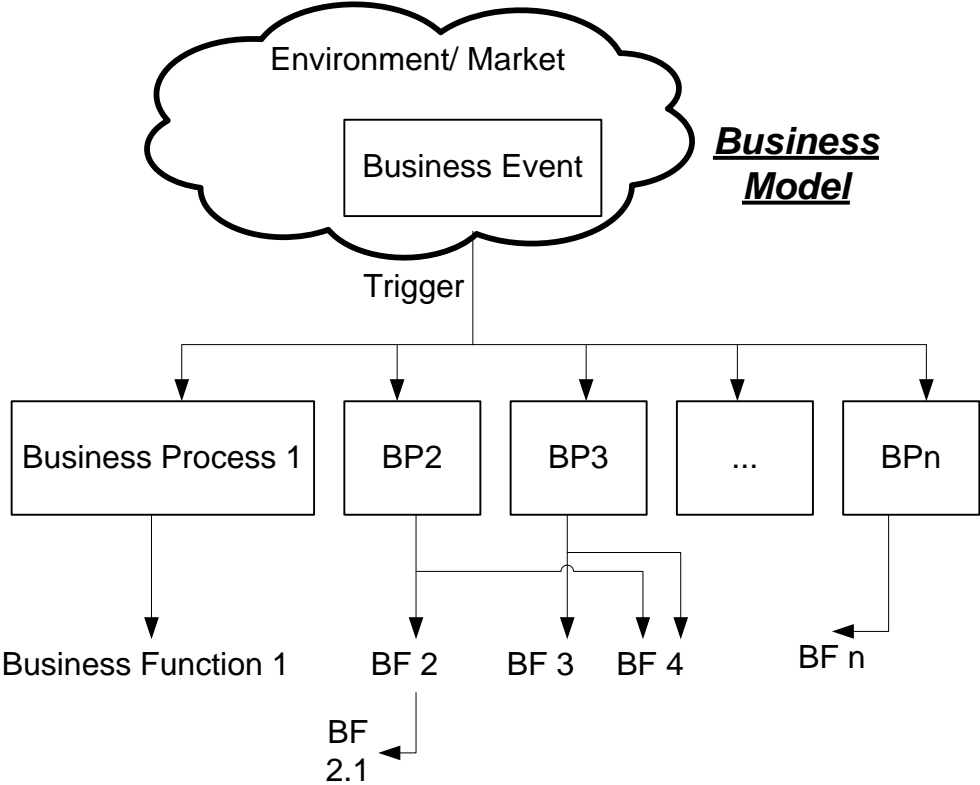 Environment/ Market
Business Event
Business
Model
Trigger
Business Process 1
BP2
BP3
...
BPn
Business Function 1
BF 2
BF 3
BF 4
BF n
BF
2.1